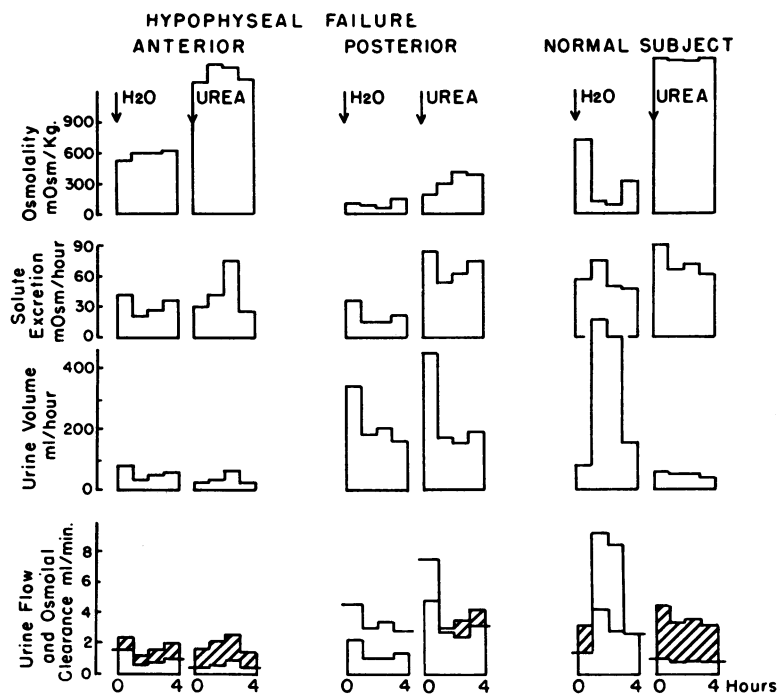 HYPOPHYSEAL FAILURE
ANTERIOR POSTERIOR NORMAL SUBJECT
H2O UREA H2O UREA H2O UREA
Osmolality
mOsm/Kg.
900
600
300
0
Solute
Excretion
mOsm/hour
90
60
30
0
Urine Volume
ml/hour
400
200
0
Urine Flow
and Osmolal
Clearance ml/min.
8
6
4
2
0
0 4 0 4 0 4 0 4 0 4 0 4 Hours